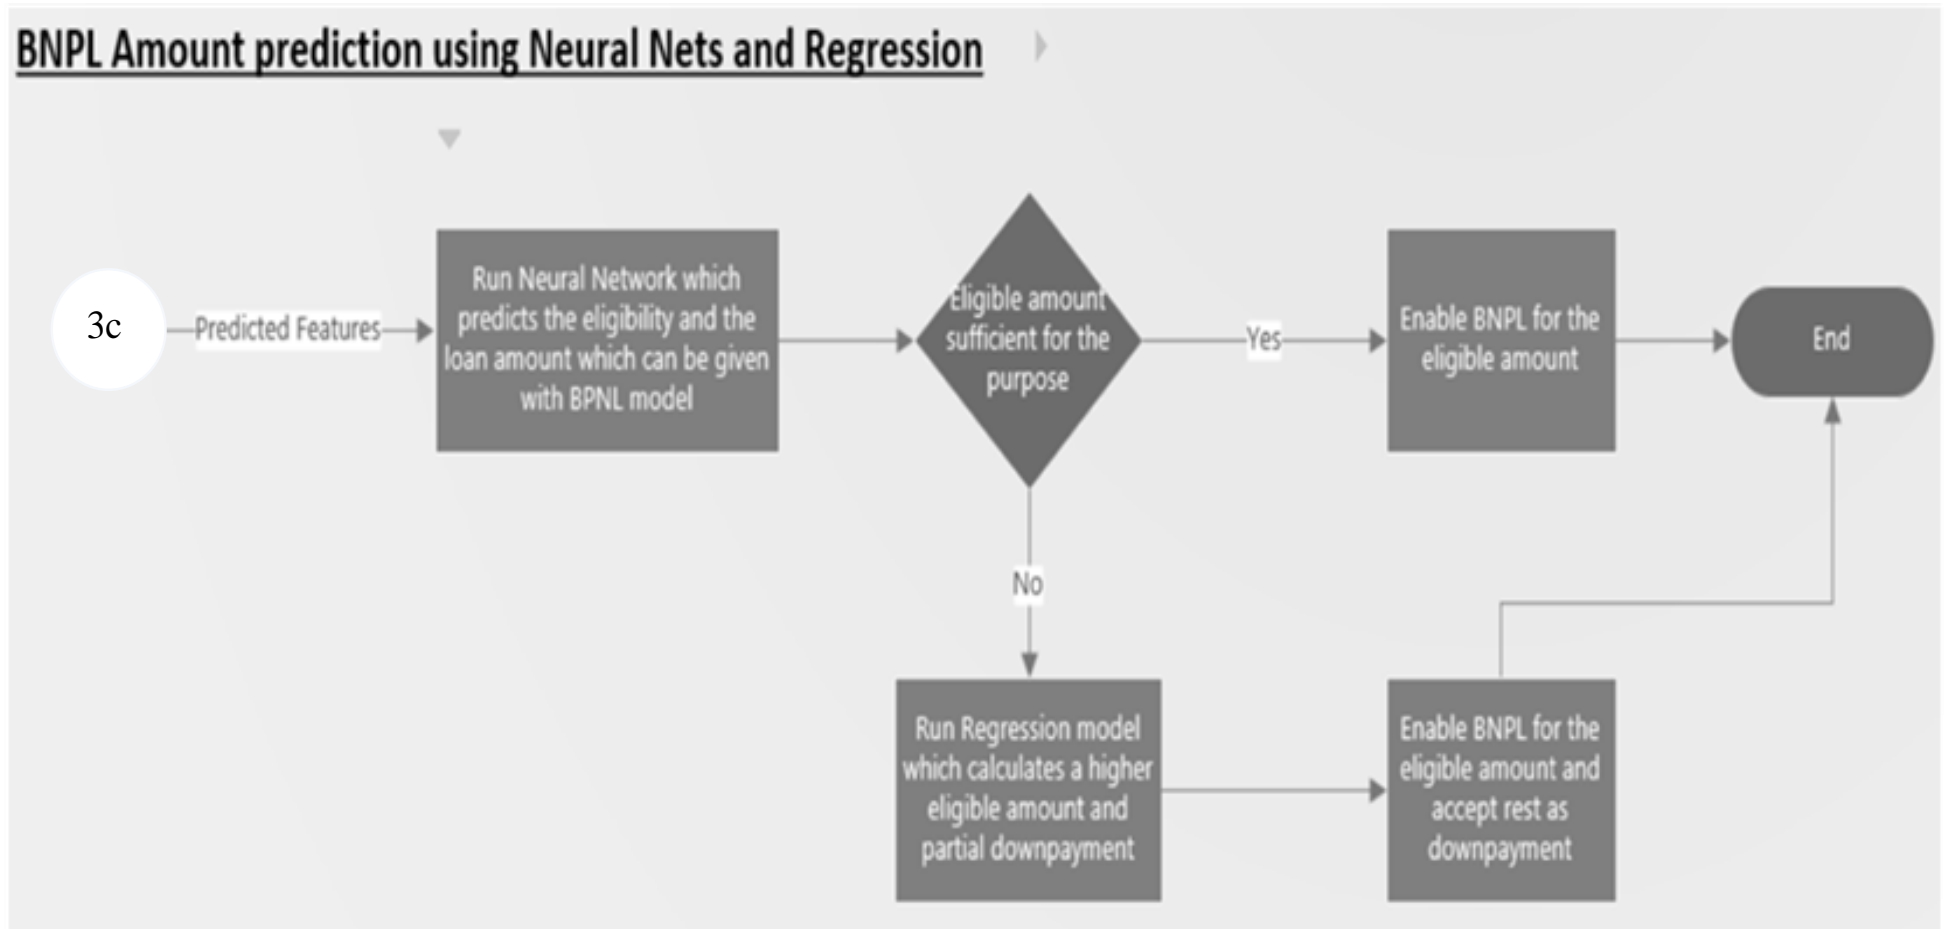 BNPL Amount prediction using Neural Nets and Regression
3c
Predicted Features
Run Neural Network which
predicts the eligibility and the
loan amount which can be given
with BPNL model
Eligible amount
sufficient for the
purpose
Yes
Enable BNPL for the
eligible amount
End
No
Run Regression model
which calculates a higher
eligible amount and
partial downpayment
Enable BNPL for the
eligible amount and
accept rest as
downpayment